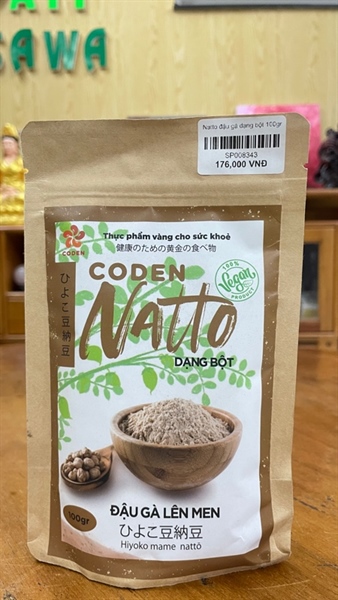 SAWA
Natto đậu gà dạng bột 100gr
SP008343
176,000 VNĐ
CODEN
Thực phẩm vàng cho sức khoẻ
健康のための黄金の食べ物
ひよこ豆納豆
CODEN
Natto
DẠNG BỘT
100%
Vegan
PRODUCT
100gr
ĐẬU GÀ LÊN MEN
ひよこ豆納豆
Hiyoko mame nattō